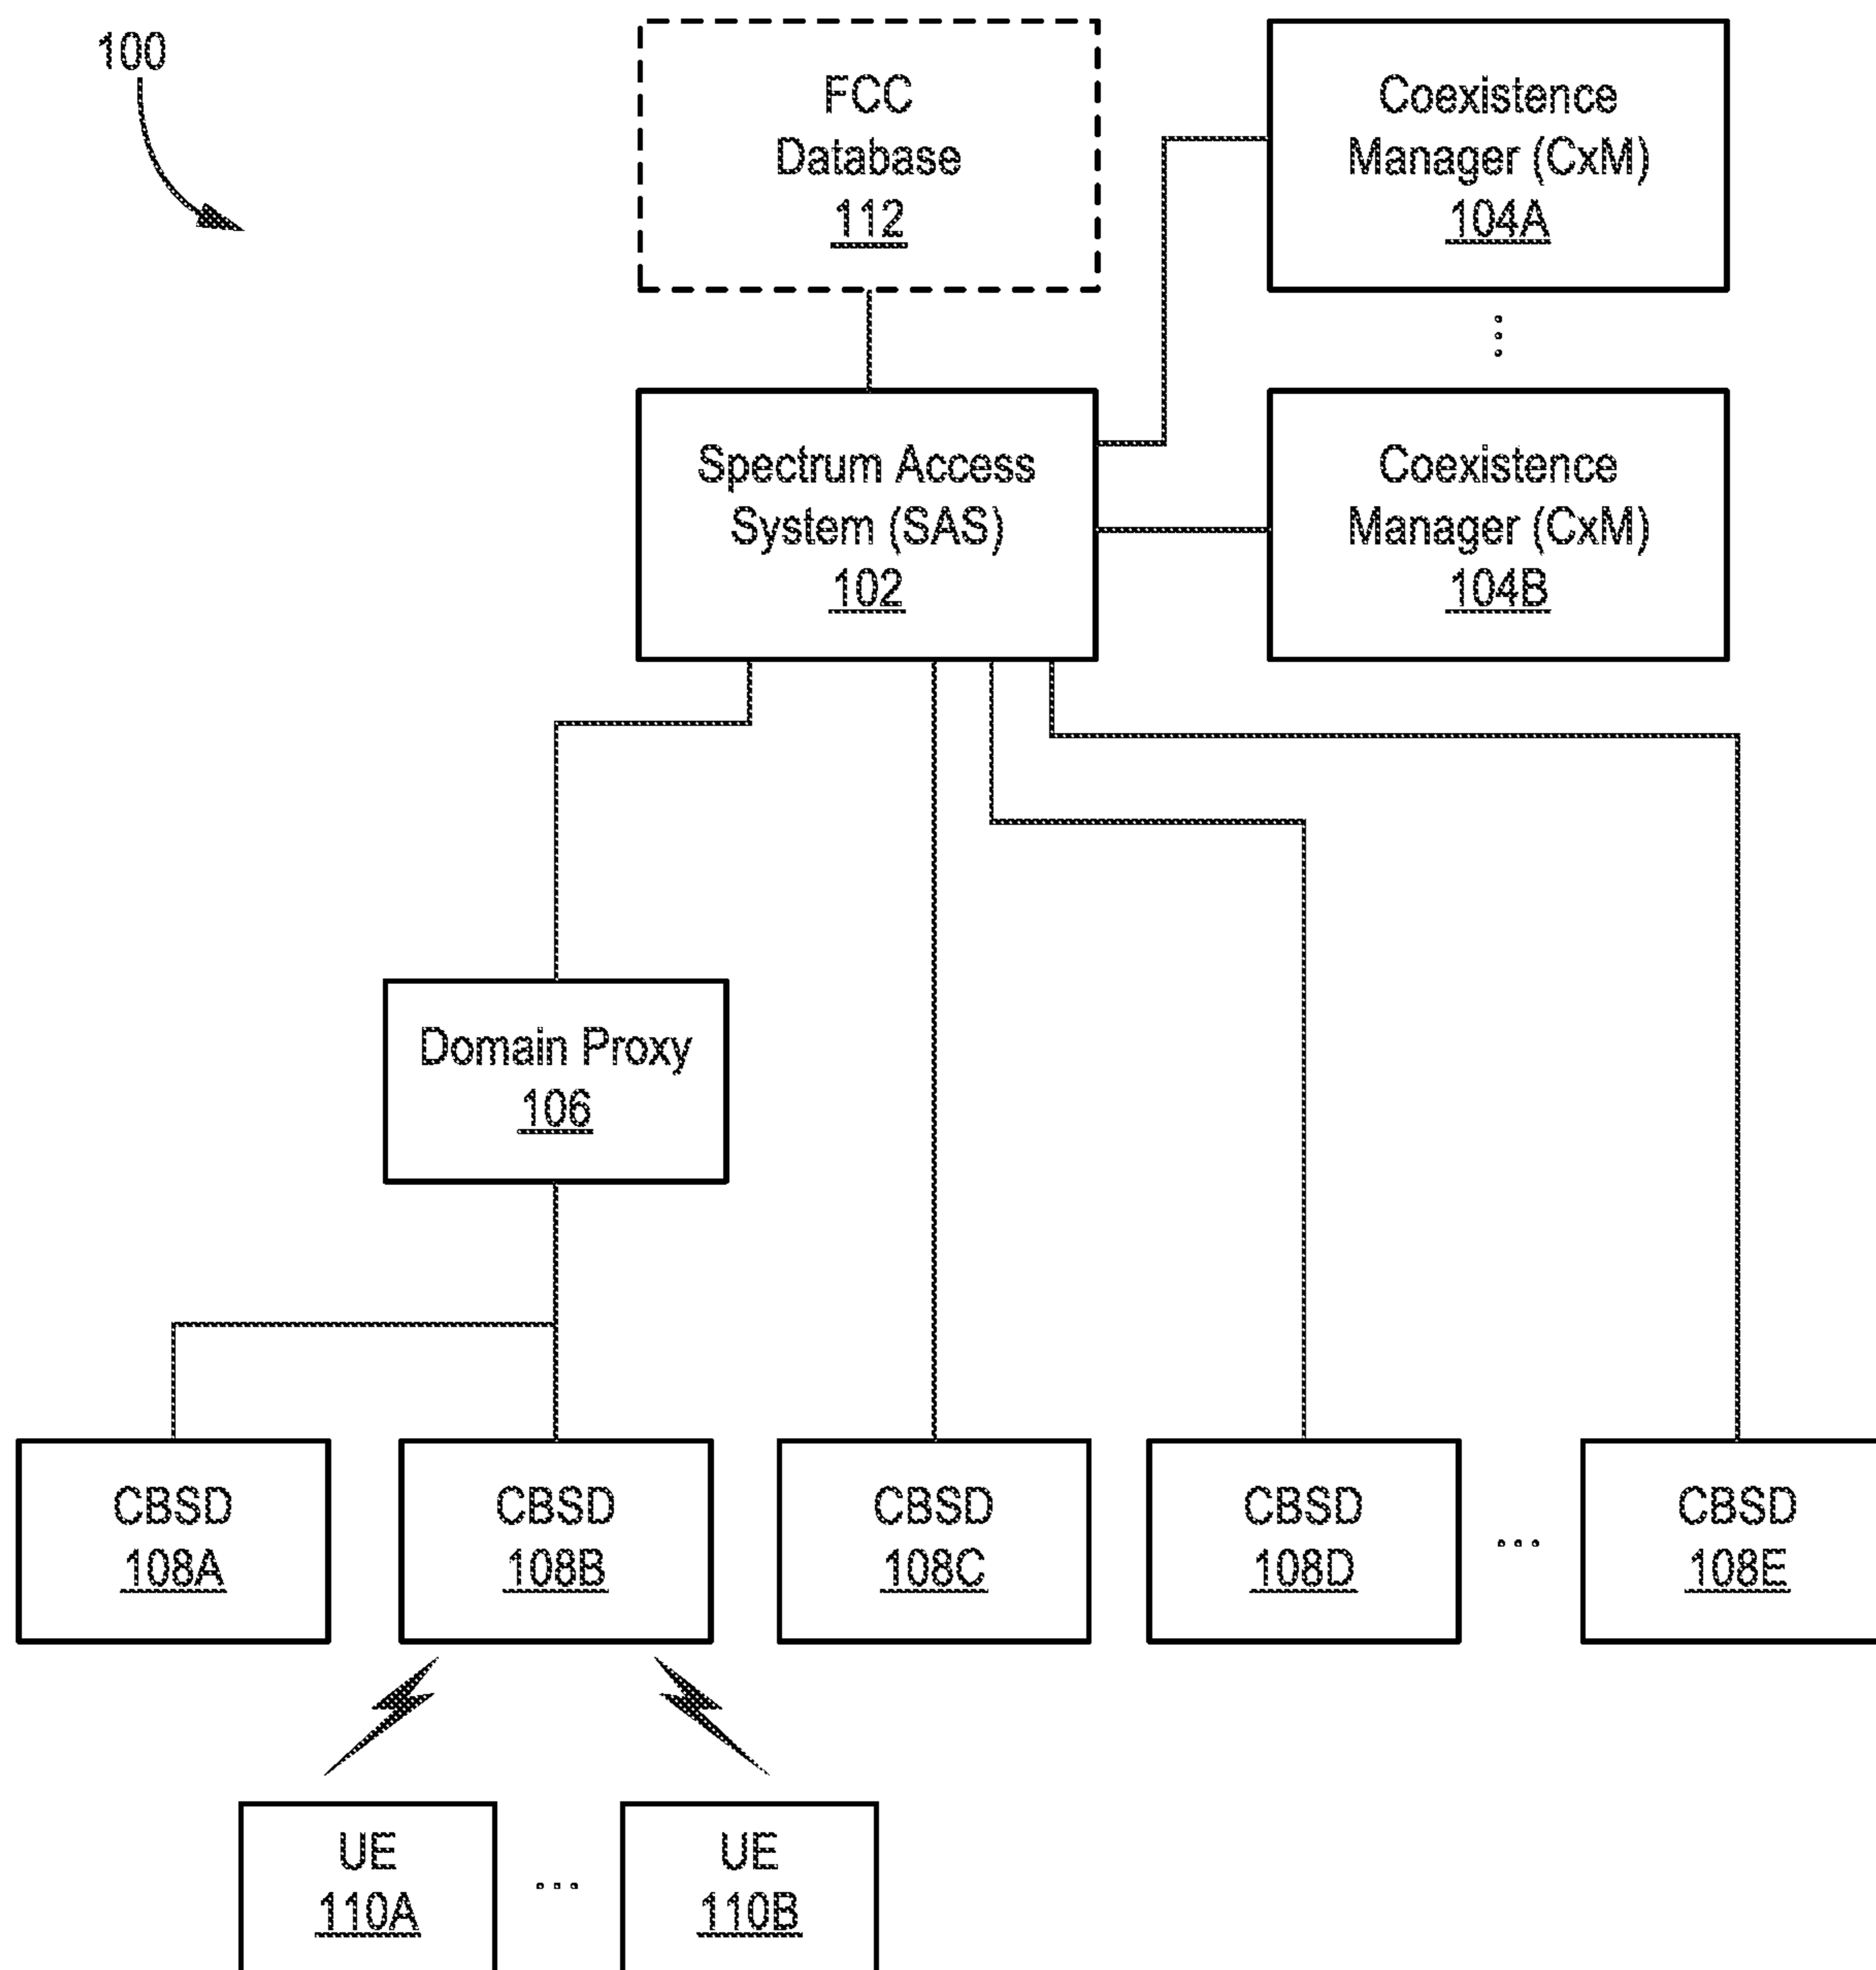 100
FCC
Database
112
Coexistence
Manager (CxM)
104A
Spectrum Access
System (SAS)
102
Coexistence
Manager (CxM)
104B
Domain Proxy
106
CBSD
108A
CBSD
108B
CBSD
108C
CBSD
108D
...
CBSD
108E
UE
110A
...
UE
110B